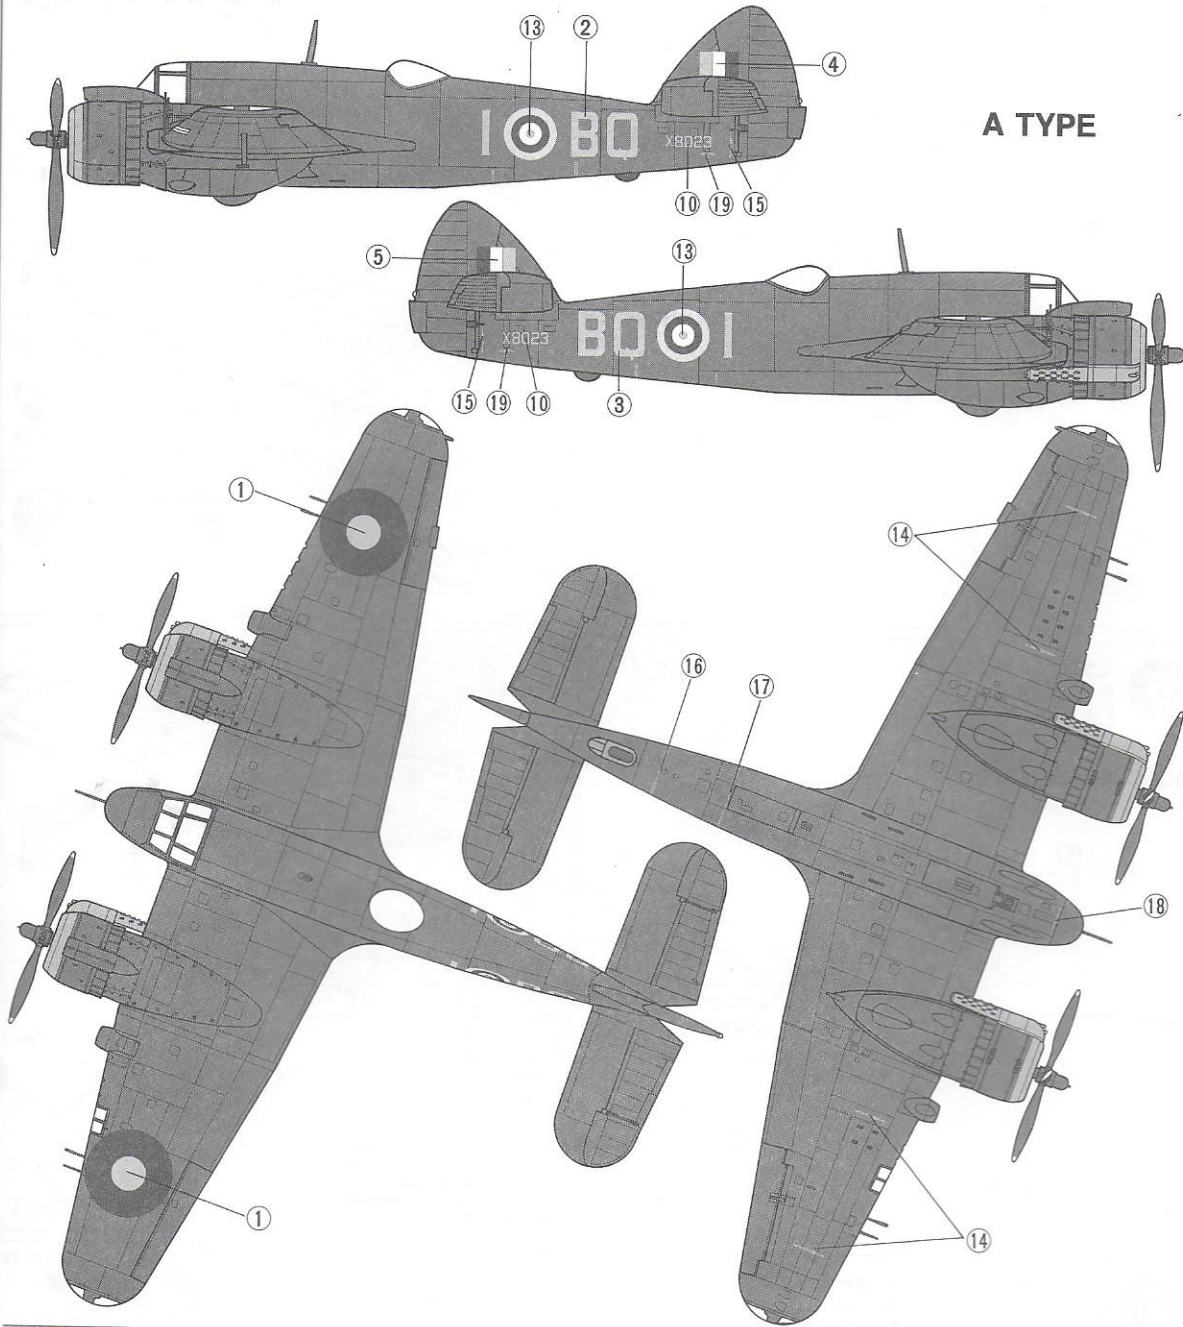 ⑬ ②
④
A TYPE
I BQ X8023
⑩ ⑲ ⑮
⑤ ⑬
X8023 BQ I
⑮ ⑲ ⑩ ③
①
⑭
⑯ ⑰
⑱
①
⑭